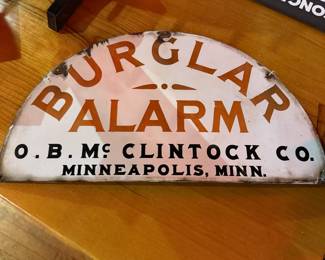 BURGLAR
ALARM
O. B. Mc CLINTOCK CO.
MINNEAPOLIS, MINN.